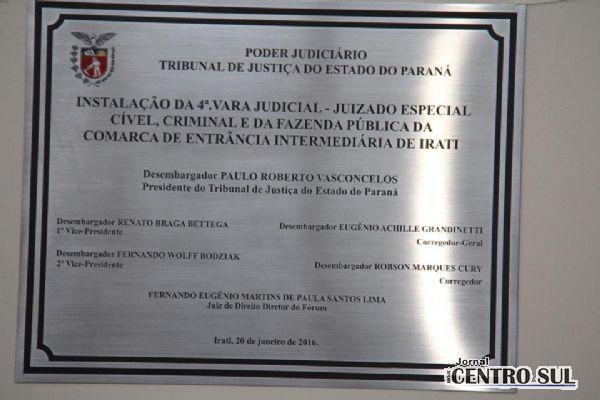 PODER JUDICIÁRIO
TRIBUNAL DE JUSTIÇA DO ESTADO DO PARANÁ
INSTALAÇÃO DA 4ª.VARA JUDICIAL - JUIZADO ESPECIAL
CÍVEL, CRIMINAL E DA FAZENDA PÚBLICA DA
COMARCA DE ENTRÂNCIA INTERMEDIÁRIA DE IRATI
Desembargador PAULO ROBERTO VASCONCELOS
Presidente do Tribunal de Justiça do Estado do Paraná
Desembargador RENATO BRAGA BETTEGA
1º Vice-Presidente
Desembargador EUGÊNIO ACHILLE GRANDINETTI
Corregedor-Geral
Desembargador FERNANDO WOLFF BODZIAK
2º Vice-Presidente
Desembargador ROBSON MARQUES CURY
Corregedor
FERNANDO EUGÊNIO MARTINS DE PAULA SANTOS LIMA
Juiz de Direito Diretor do Fórum
Irati, 20 de janeiro de 2016.
Jornal
CENTRO SUL